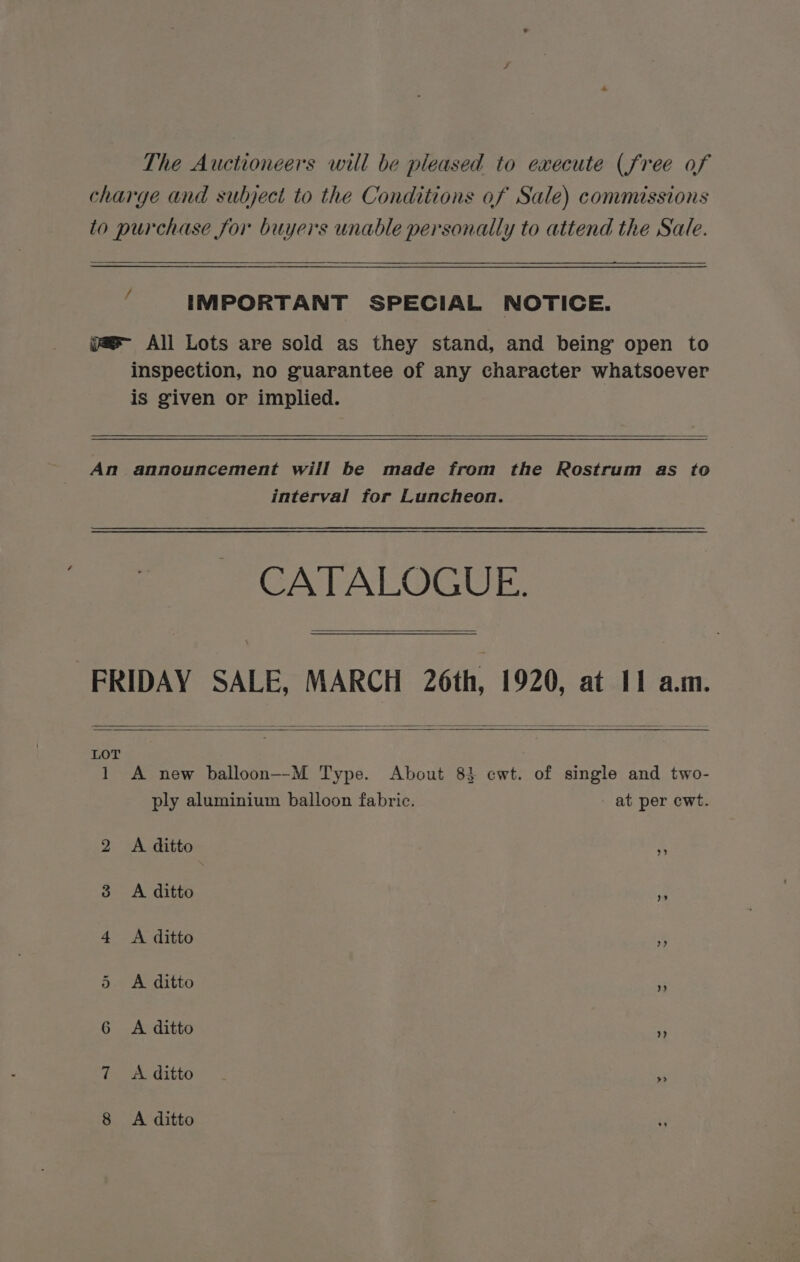 The Auctioneers will be pleased to execute (free of
charge and subject to the Conditions of Sale) commissions
to purchase for buyers unable personally to attend the Sale.
IMPORTANT SPECIAL NOTICE.
☞ All Lots are sold as they stand, and being open to
inspection, no guarantee of any character whatsoever
is given or implied.
An announcement will be made from the Rostrum as to
interval for Luncheon.
CATALOGUE.
FRIDAY SALE, MARCH 26th, 1920, at 11 a.m.
LOT
1 A new balloon—M Type. About 8½ cwt. of single and two-
ply aluminium balloon fabric. at per cwt.
2 A ditto ,,
3 A ditto ,,
4 A ditto ,,
5 A ditto ,,
6 A ditto ,,
7 A ditto ,,
8 A ditto ,,